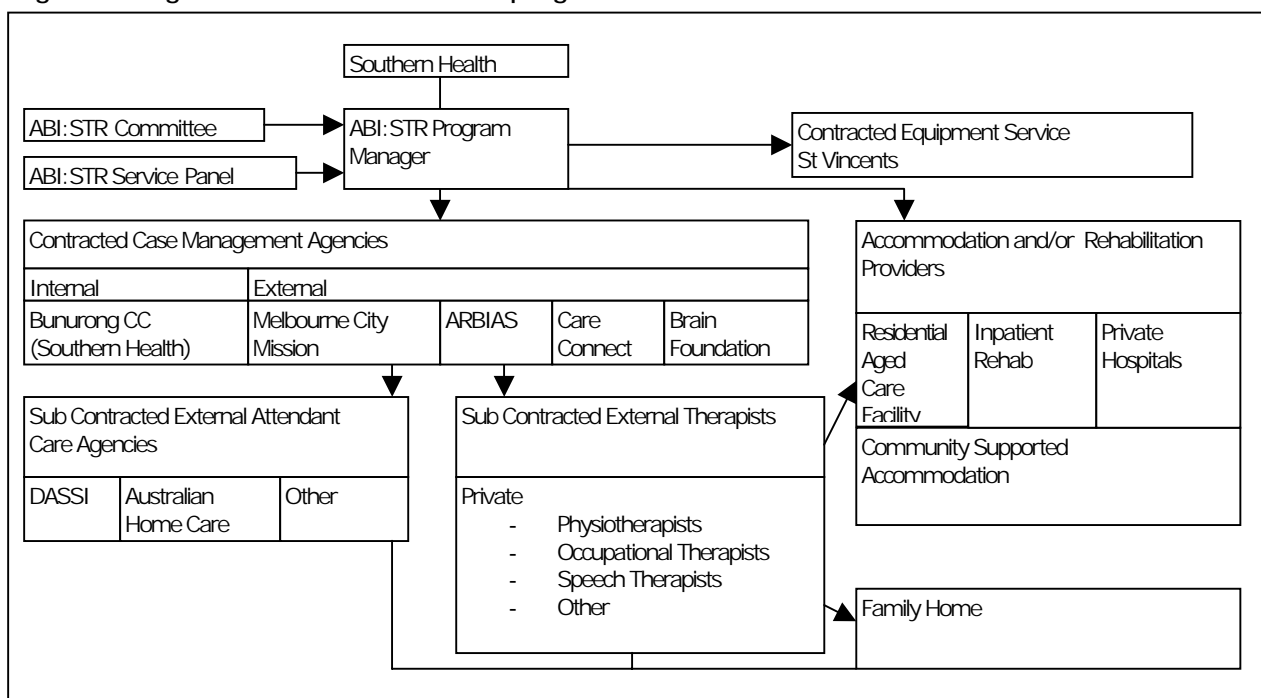 Southern Health
ABI:STR Committee
ABI:STR Service Panel
ABI:STR Program
Manager
Contracted Equipment Service
St Vincents
Contracted Case Management Agencies
Internal
External
Bunurong CC
(Southern Health)
Melbourne City
Mission
ARBIAS
Care
Connect
Brain
Foundation
Accommodation and/or Rehabilitation
Providers
Residential
Aged
Care
Facility
Inpatient
Rehab
Private
Hospitals
Community Supported
Accommodation
Sub Contracted External Attendant
Care Agencies
DASSI
Australian
Home Care
Other
Sub Contracted External Therapists
Private
- Physiotherapists
- Occupational Therapists
- Speech Therapists
- Other
Family Home